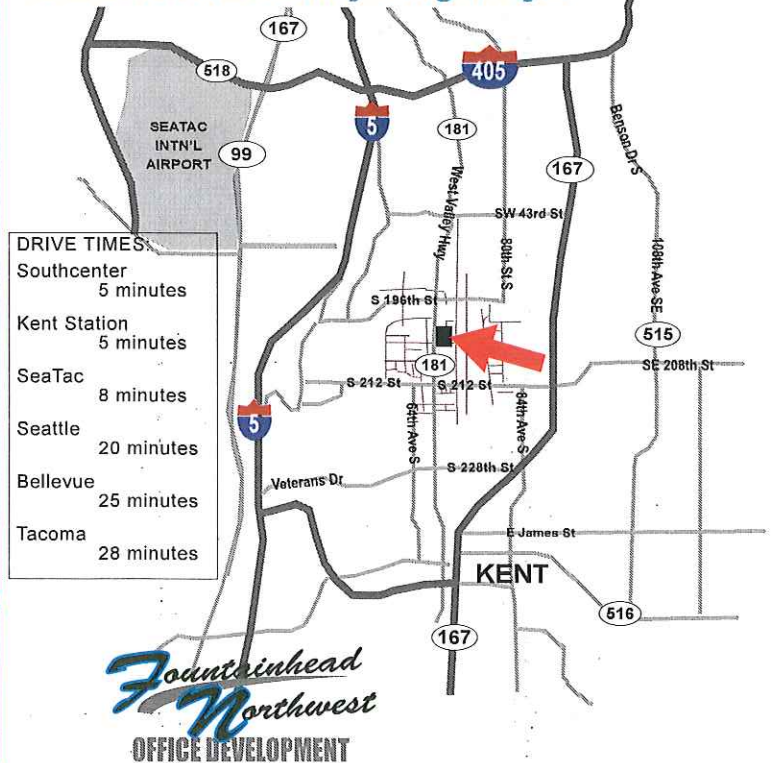 167
518
405
5
SEATAC
INTN'L
AIRPORT
99
181
West Valley Hwy
80th St S
167
Benson Dr S
SW 43rd St
108th Ave SE
DRIVE TIMES:
Southcenter
5 minutes
Kent Station
5 minutes
SeaTac
8 minutes
Seattle
20 minutes
Bellevue
25 minutes
Tacoma
28 minutes
S 196th St
181
515
SE 208th St
S 212 St
S 212 St
5
64th Ave S
84th Ave S
S 228th St
Veterans Dr
E James St
KENT
516
167
Fountainhead
Northwest
OFFICE DEVELOPMENT